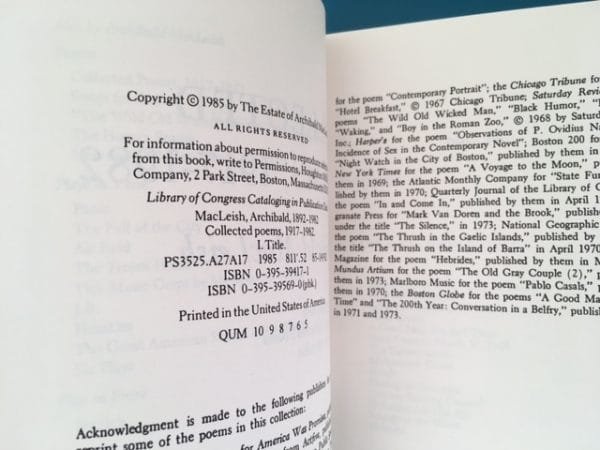 Copyright © 1985 by The Estate of Archibald
ALL RIGHTS RESERVED
For information about permission to reproduce
from this book, write to Permissions, Houghton
Company, 2 Park Street, Boston, Massachusetts
Library of Congress Cataloging in Publication
MacLeish, Archibald, 1892-1982.
Collected poems, 1917-1982.
I. Title.
PS3525.A27A17 1985 811'.52
ISBN 0-395-39417-1
ISBN 0-395-39569-0 (pbk.)
Printed in the United States of America
QUM 10 9 8 7 6 5
Acknowledgment is made to the following
reprint some of the poems in this collection:
for America Was Promises,
from Actfive,
for the poem "Contemporary Portrait"; the Chicago Tribune for
"Hotel Breakfast," © 1967 Chicago Tribune; Saturday
poems "The Wild Old Wicked Man," "Black Humor,"
"Waking," and "Boy in the Roman Zoo," © 1968 by
Inc.; Harper's for the poem "Observations of P. Ovidius
Incidence of Sex in the Contemporary Novel"; Boston 200 for
"Night Watch in the City of Boston," published by them in
New York Times for the poem "A Voyage to the Moon,"
them in 1969; the Atlantic Monthly Company for "State
by them in 1970; Quarterly Journal of the Library of
the poem "In and Come In," published by them in April
granate Press for "Mark Van Doren and the Brook,"
under the title "The Silence," in 1973; National Geographic
the poem "The Thrush in the Gaelic Islands," published by
the title "The Thrush on the Island of Barra" in April 1970
Magazine for the poem "Hebrides," published by them in
Mundus Artium for the poem "The Old Gray Couple (2),"
them in 1973; Marlboro Music for the poem "Pablo Casals,"
them in 1970; the Boston Globe for the poems "A Good
Time" and "The 200th Year: Conversation in a Belfry,"
in 1971 and 1973.